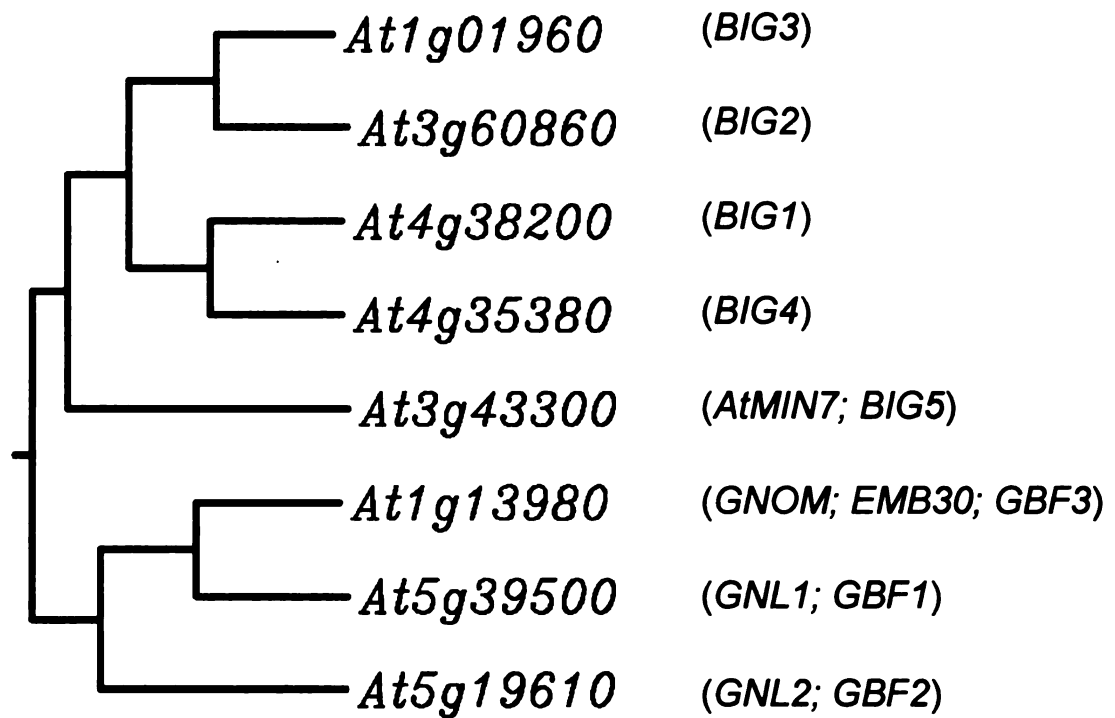 At1g01960 (BIG3)
At3g60860 (BIG2)
At4g38200 (BIG1)
At4g35380 (BIG4)
At3g43300 (AtMIN7; BIG5)
At1g13980 (GNOM; EMB30; GBF3)
At5g39500 (GNL1; GBF1)
At5g19610 (GNL2; GBF2)